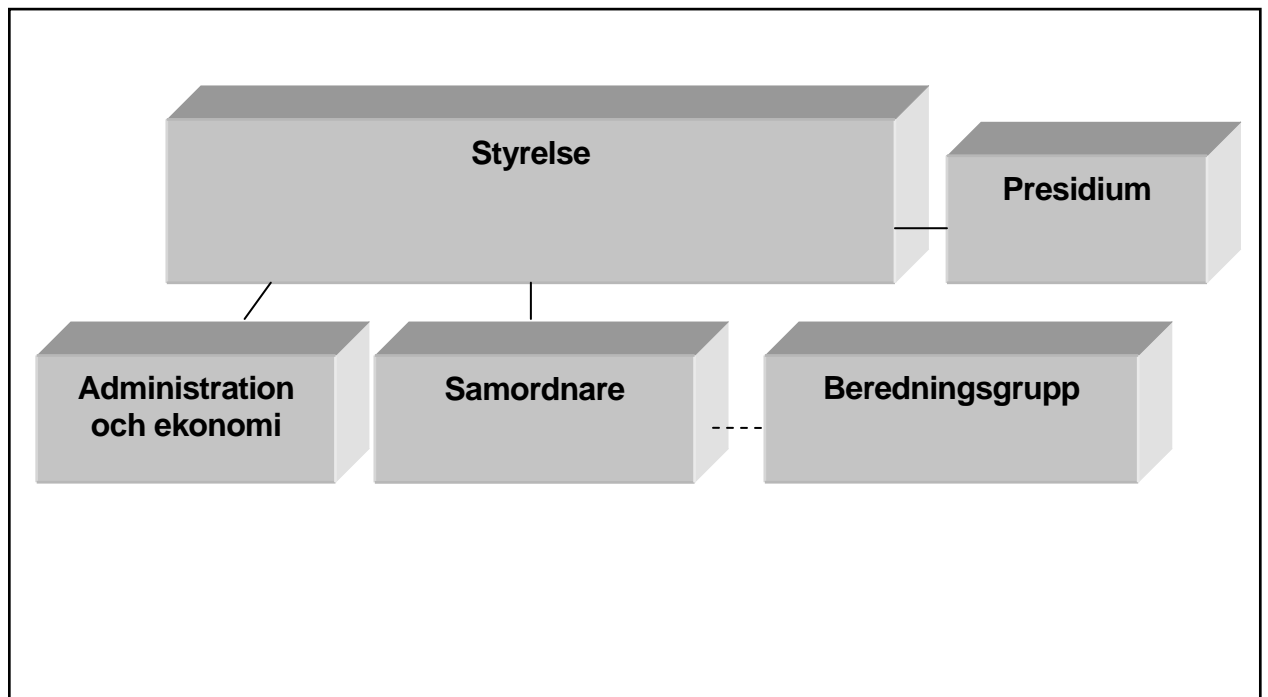 Styrelse
Presidium
Administration
och ekonomi
Samordnare
Beredningsgrupp